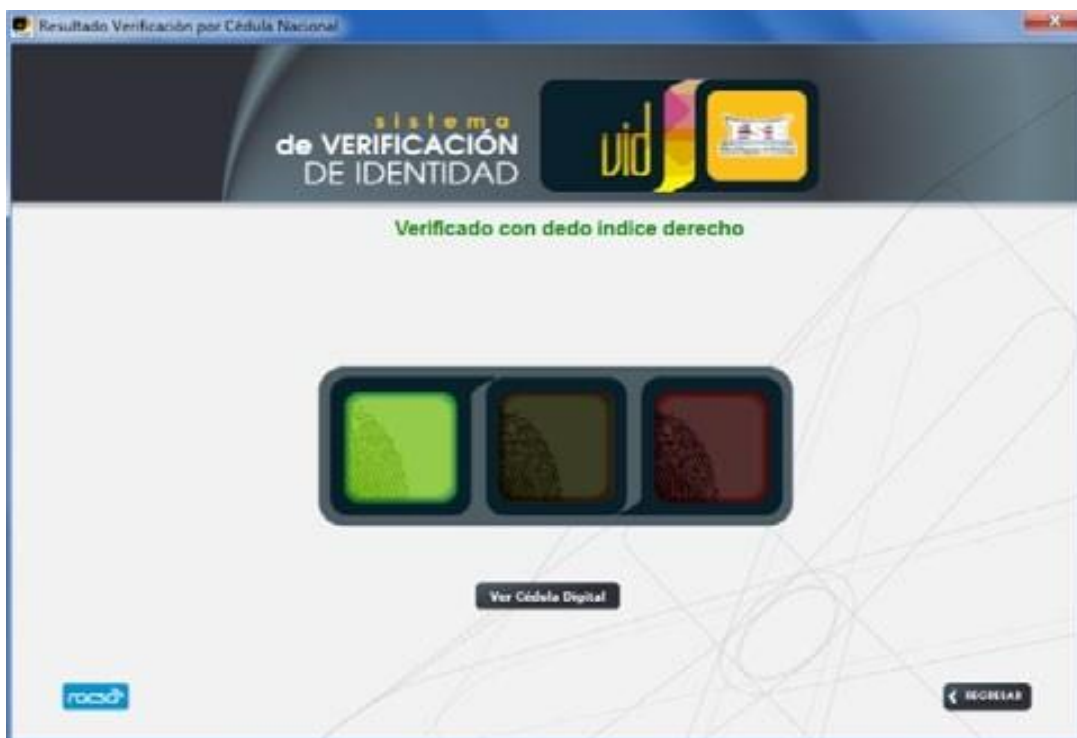 Resultado Verificación por Cédula Nacional
sistema
de VERIFICACIÓN
DE IDENTIDAD
vid
Verificado con dedo indice derecho
Ver Cédula Digital
racsa
REGRESAR